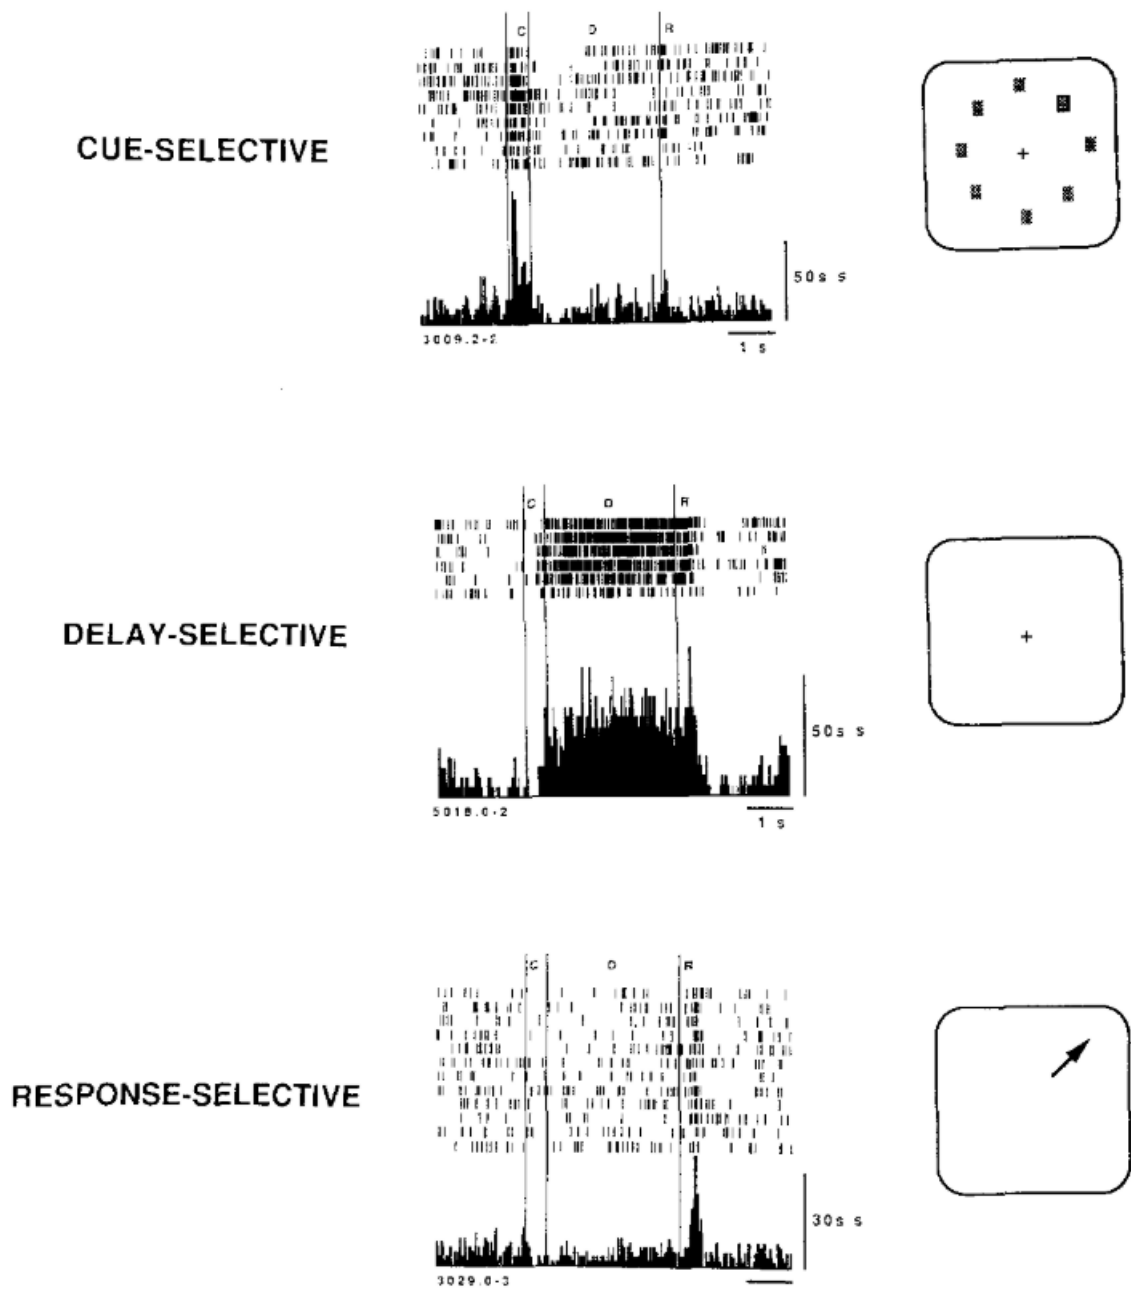 C D R
CUE-SELECTIVE
50s s
3009.2-2
1 s
C D R
DELAY-SELECTIVE
50s s
5018.0-2
1 s
C D R
RESPONSE-SELECTIVE
30s s
3029.0-3